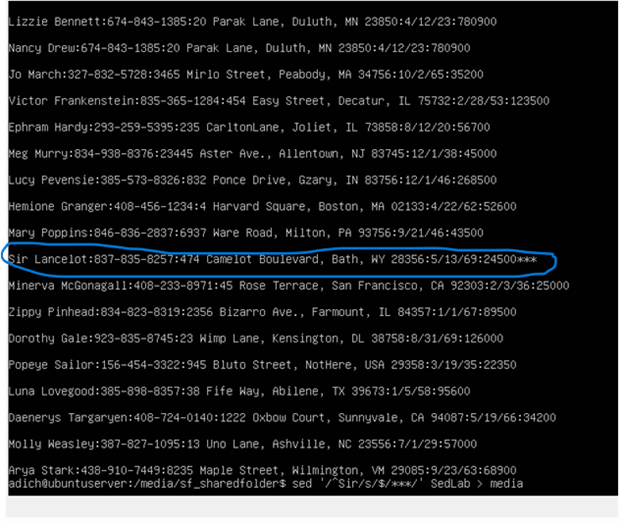 Lizzie Bennett:674-843-1385:20 Parak Lane, Duluth, MN 23850:4/12/23:780900
Nancy Drew:674-843-1385:20 Parak Lane, Duluth, MN 23850:4/12/23:780900
Jo March:327-832-5728:3465 Mirlo Street, Peabody, MA 34756:10/2/65:35200
Victor Frankenstein:835-365-1284:454 Easy Street, Decatur, IL 75732:2/28/53:123500
Ephram Hardy:293-259-5395:235 CarltonLane, Joliet, IL 73858:8/12/20:56700
Meg Murry:834-938-8376:23445 Aster Ave., Allentown, NJ 83745:12/1/38:45000
Lucy Pevensie:385-573-8326:832 Ponce Drive, Gzary, IN 83756:12/1/46:268500
Hemione Granger:408-456-1234:4 Harvard Square, Boston, MA 02133:4/22/62:52600
Mary Poppins:846-836-2837:6937 Ware Road, Milton, PA 93756:9/21/46:43500
Sir Lancelot:837-835-8257:474 Camelot Boulevard, Bath, WY 28356:5/13/69:24500***
Minerva McGonagall:408-233-8971:45 Rose Terrace, San Francisco, CA 92303:2/3/36:25000
Zippy Pinhead:834-823-8319:2356 Bizarro Ave., Farmount, IL 84357:1/1/67:89500
Dorothy Gale:923-835-8745:23 Wimp Lane, Kensington, DL 38758:8/31/69:126000
Popeye Sailor:156-454-3322:945 Bluto Street, NotHere, USA 29358:3/19/35:22350
Luna Lovegood:385-898-8357:38 Fife Way, Abilene, TX 39673:1/5/58:95600
Daenerys Targaryen:408-724-0140:1222 Oxbow Court, Sunnyvale, CA 94087:5/19/66:34200
Molly Weasley:387-827-1095:13 Uno Lane, Ashville, NC 23556:7/1/29:57000
Arya Stark:438-910-7449:8235 Maple Street, Wilmington, VM 29085:9/23/63:68900
adich@ubuntuserver:/media/sf_sharedfolder$ sed '/^Sir/s/$/***/' SedLab > media